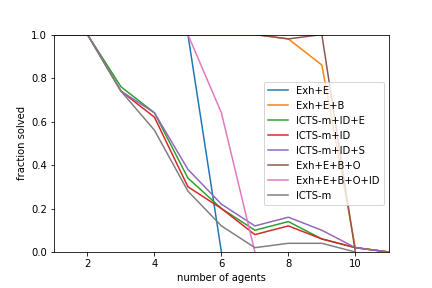 1.0
0.8
0.6
0.4
0.2
0.0
fraction solved
2
4
6
8
10
number of agents
Exh+E
Exh+E+B
ICTS-m+ID+E
ICTS-m+ID
ICTS-m+ID+S
Exh+E+B+O
Exh+E+B+O+ID
ICTS-m